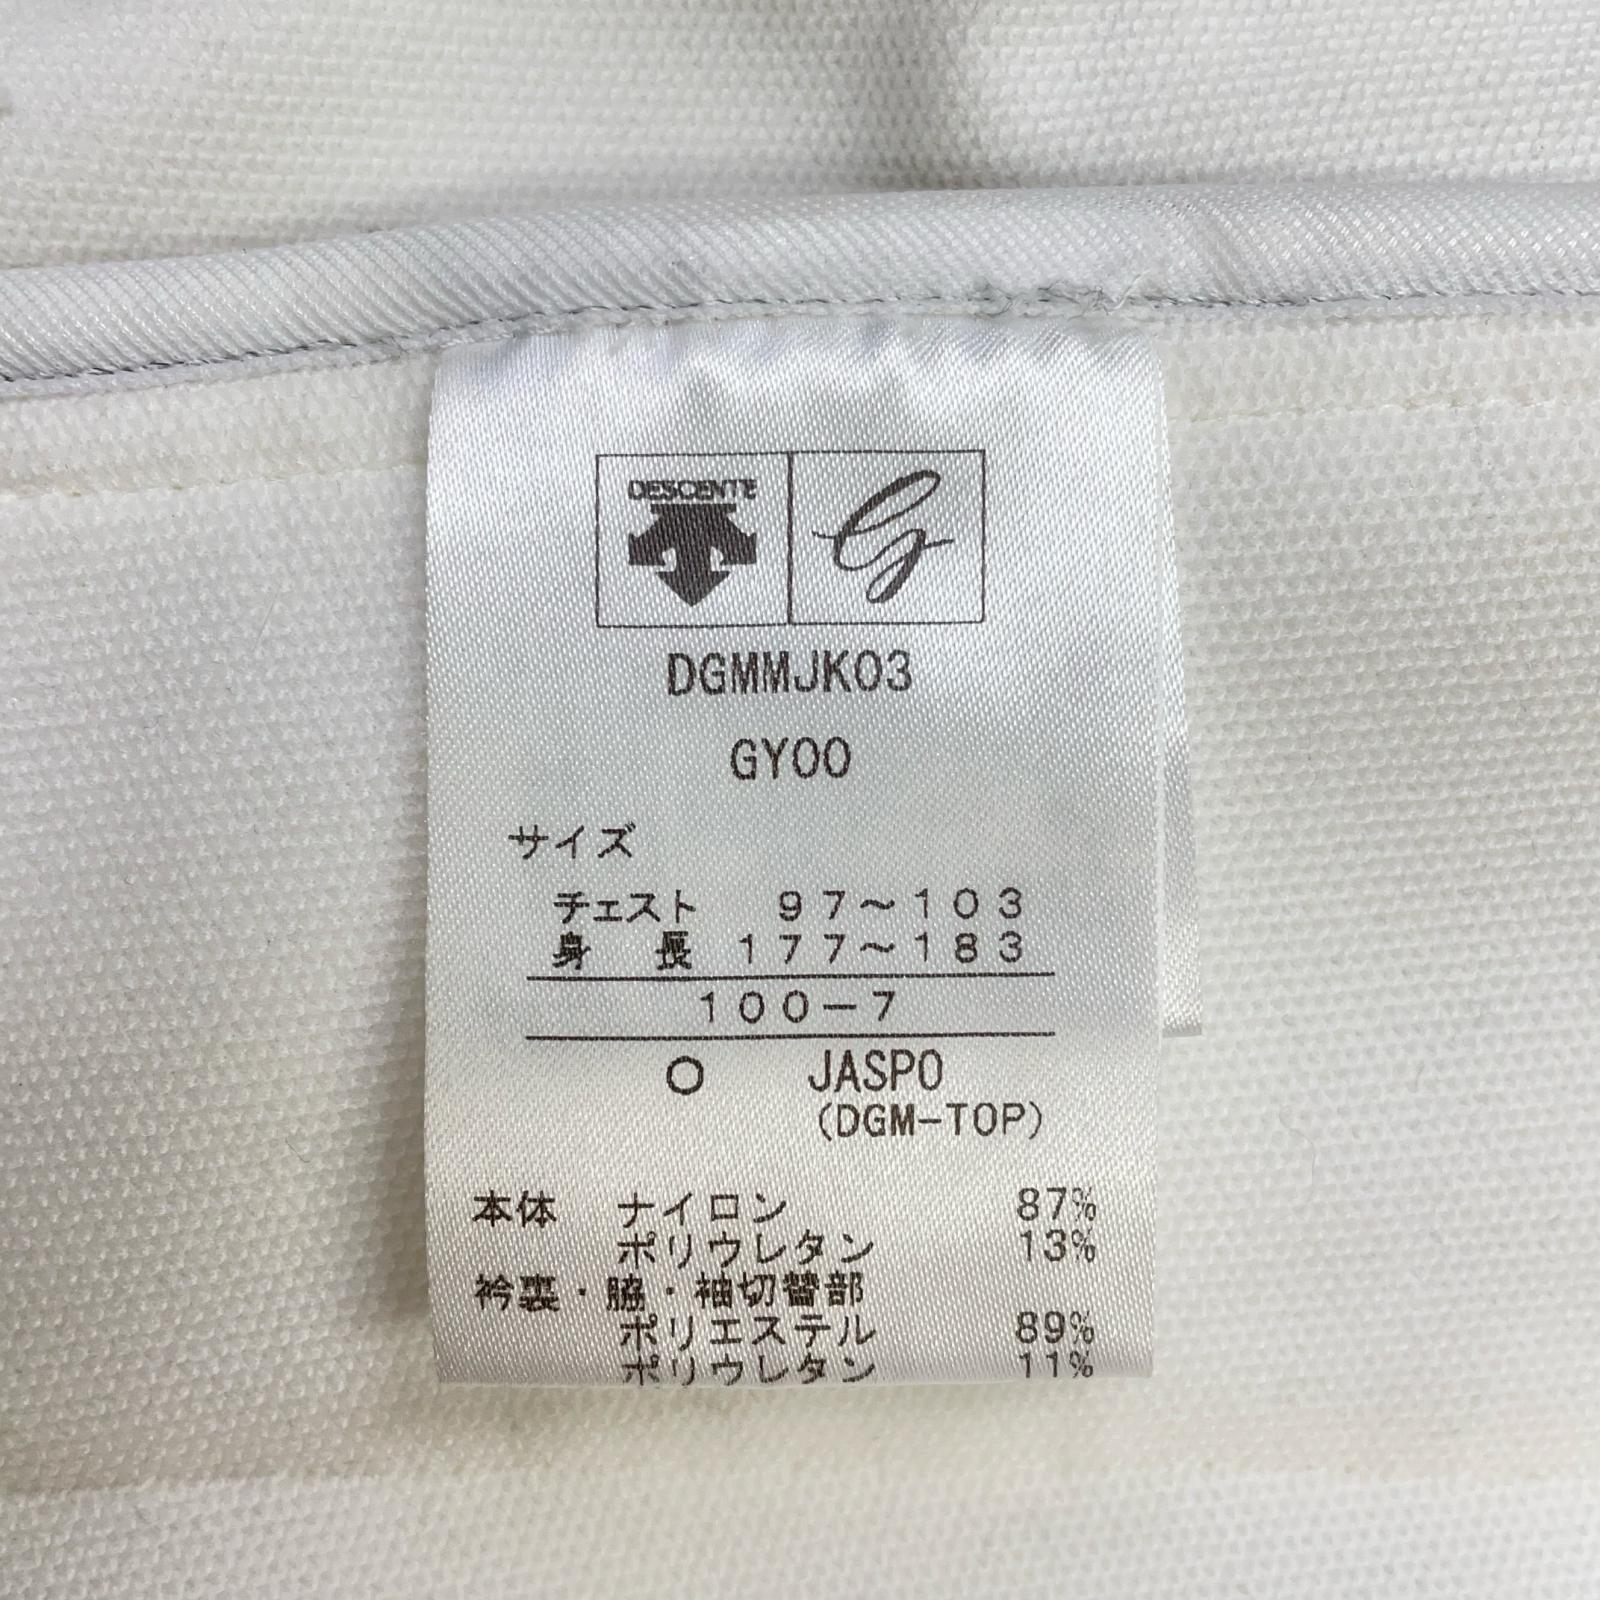 DESCENTE
G
DGMMJK03
GY00
サイズ
チェスト 97～103
身 長 177～183
100－7
○ JASPO
(DGM-TOP)
本体 ナイロン 87%
ポリウレタン 13%
衿裏・脇・袖切替部
ポリエステル 89%
ポリウレタン 11%